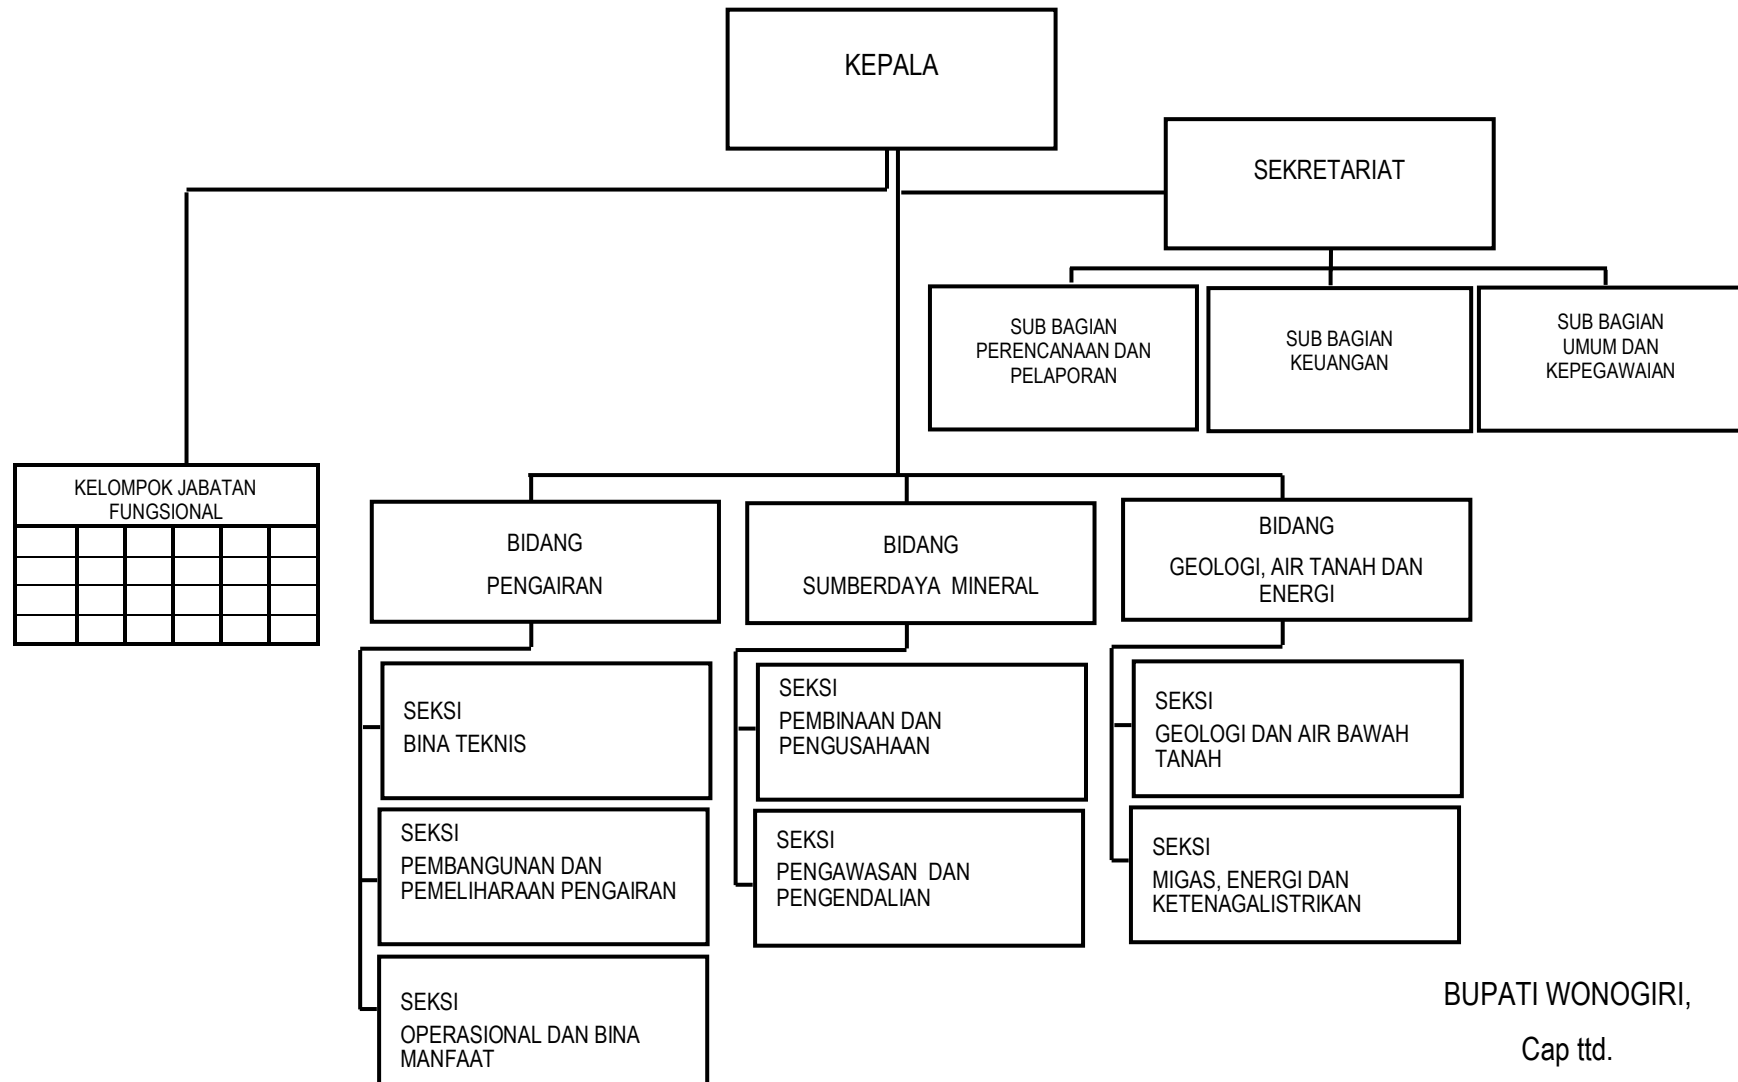 KEPALA
SEKRETARIAT
SUB BAGIAN
PERENCANAAN DAN
PELAPORAN
SUB BAGIAN
KEUANGAN
SUB BAGIAN
UMUM DAN
KEPEGAWAIAN
KELOMPOK JABATAN
FUNGSIONAL
BIDANG
PENGAIRAN
BIDANG
SUMBERDAYA MINERAL
BIDANG
GEOLOGI, AIR TANAH DAN
ENERGI
SEKSI
BINA TEKNIS
SEKSI
PEMBANGUNAN DAN
PEMELIHARAAN PENGAIRAN
SEKSI
OPERASIONAL DAN BINA
MANFAAT
SEKSI
PEMBINAAN DAN
PENGUSAHAAN
SEKSI
PENGAWASAN DAN
PENGENDALIAN
SEKSI
GEOLOGI DAN AIR BAWAH
TANAH
SEKSI
MIGAS, ENERGI DAN
KETENAGALISTRIKAN
BUPATI WONOGIRI,
Cap ttd.